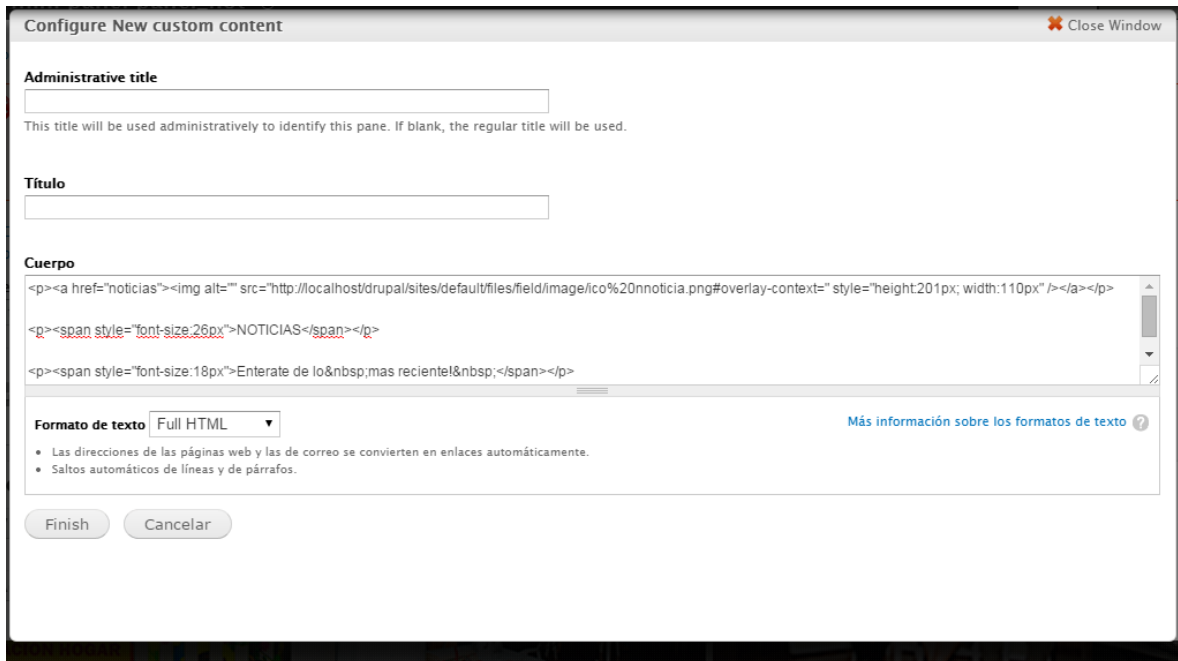 Configure New custom content
Close Window
Administrative title
This title will be used administratively to identify this pane. If blank, the regular title will be used.
Título
Cuerpo
<p><a href="noticias"><img alt="" src="http://localhost/drupal/sites/default/files/field/image/ico%20nnoticia.png#overlay-context=" style="height:201px; width:110px" /></a></p>
<p><span style="font-size:26px">NOTICIAS</span></p>
<p><span style="font-size:18px">Enterate de lo&nbsp;mas reciente!&nbsp;</span></p>
Formato de texto Full HTML
Más información sobre los formatos de texto ?
Las direcciones de las páginas web y las de correo se convierten en enlaces automáticamente.
Saltos automáticos de líneas y de párrafos.
Finish
Cancelar
HOGAR